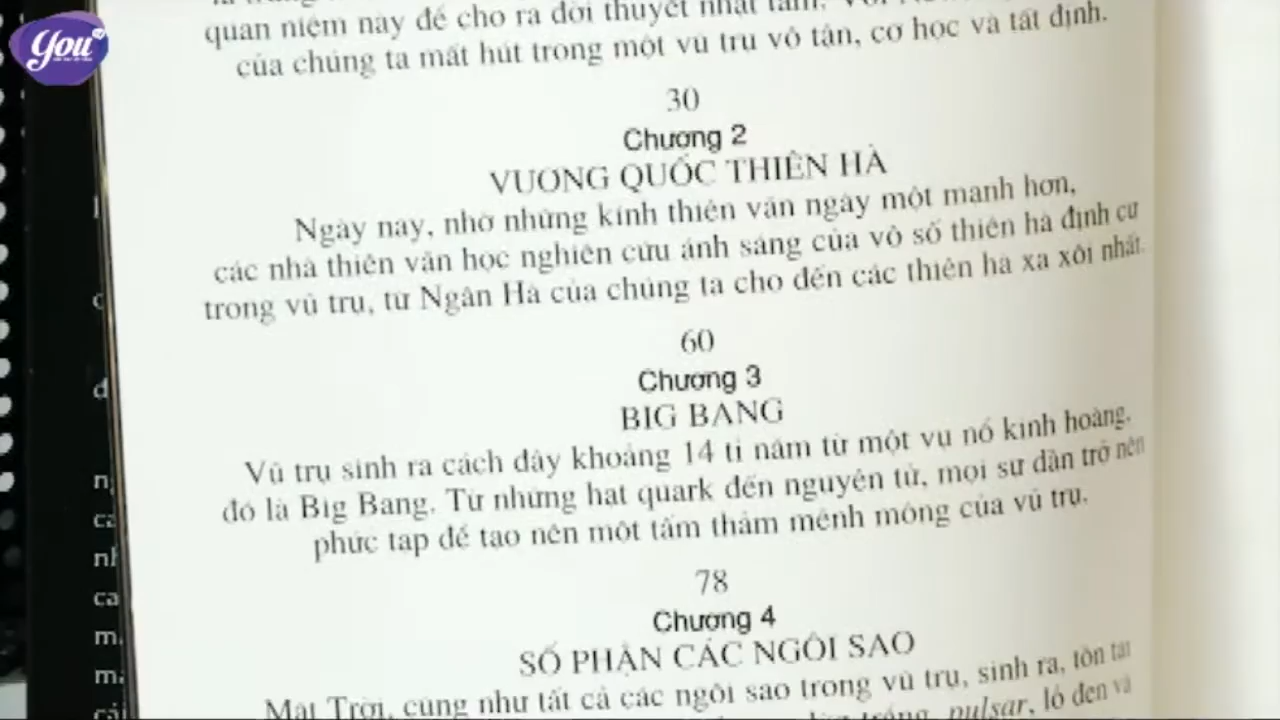 You
quan niệm này để cho ra đời thuyết nhật tâm.
của chúng ta mất hút trong một vũ trụ vô tận, cơ học và tất định.
30
Chương 2
VƯƠNG QUỐC THIÊN HÀ
Ngày nay, nhờ những kính thiên văn ngày một mạnh hơn,
các nhà thiên văn học nghiên cứu ánh sáng của vô số thiên hà định cư
trong vũ trụ, từ Ngân Hà của chúng ta cho đến các thiên hà xa xôi nhất.
60
Chương 3
BIG BANG
Vũ trụ sinh ra cách đây khoảng 14 tỉ năm từ một vụ nổ kinh hoàng,
đó là Big Bang. Từ những hạt quark đến nguyên tử, mọi sự dần trở nên
phức tạp để tạo nên một tấm thảm mênh mông của vũ trụ.
78
Chương 4
SỐ PHẬN CÁC NGÔI SAO
Mặt Trời, cũng như tất cả các ngôi sao trong vũ trụ, sinh ra, tồn tại
trắng, pulsar, lỗ đen và